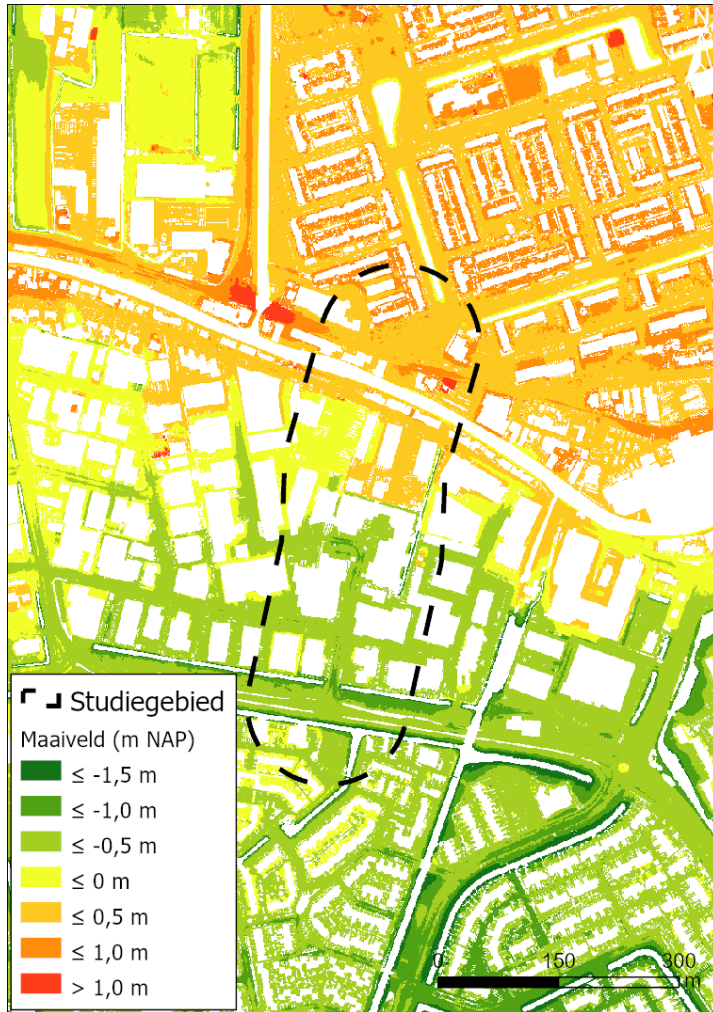 N
Studiegebied
Maaiveld (m NAP)
≤ -1,5 m
≤ -1,0 m
≤ -0,5 m
≤ 0 m
≤ 0,5 m
≤ 1,0 m
> 1,0 m
0 150 300
m